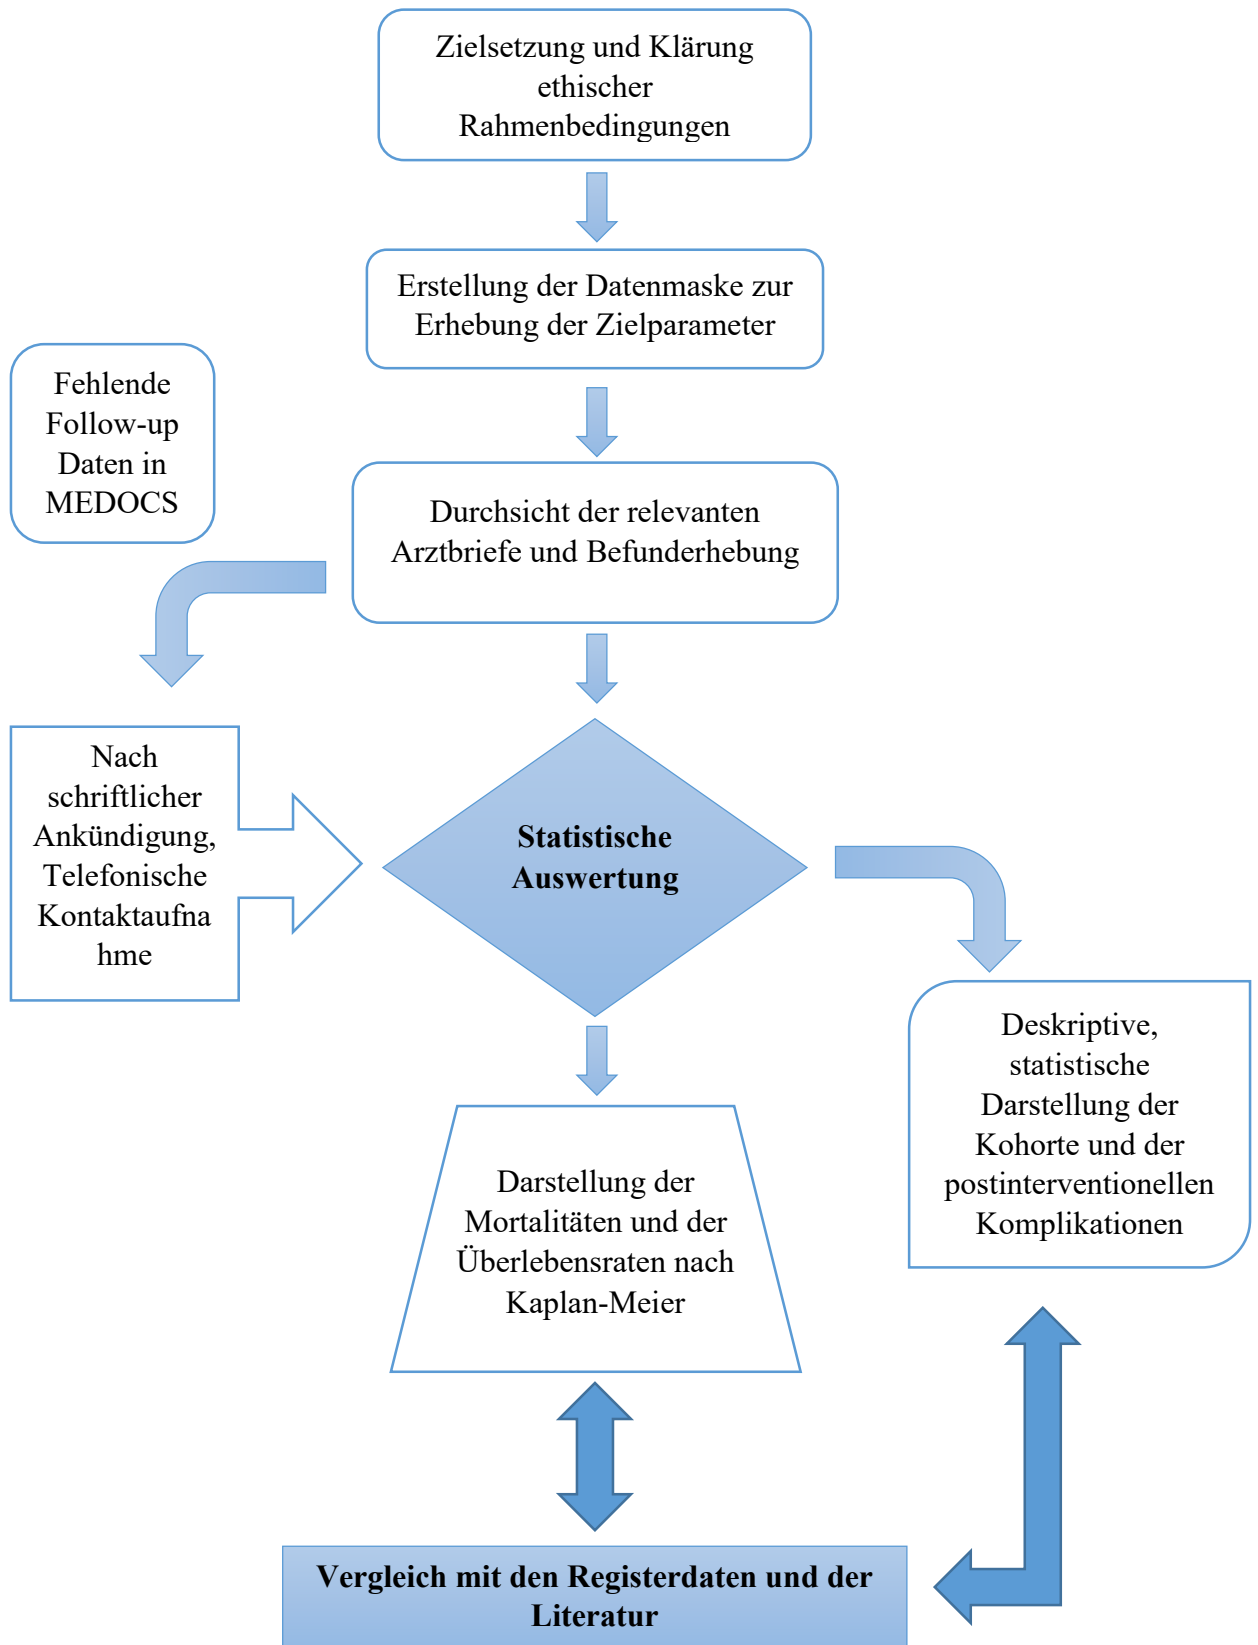 Zielsetzung und Klärung
ethischer
Rahmenbedingungen
Erstellung der Datenmaske zur
Erhebung der Zielparameter
Fehlende
Follow-up
Daten in
MEDOCS
Durchsicht der relevanten
Arztbriefe und Befunderhebung
Nach
schriftlicher
Ankündigung,
Telefonische
Kontaktaufna
hme
Statistische
Auswertung
Deskriptive,
statistische
Darstellung der
Kohorte und der
postinterventionellen
Komplikationen
Darstellung der
Mortalitäten und der
Überlebensraten nach
Kaplan-Meier
Vergleich mit den Registerdaten und der
Literatur